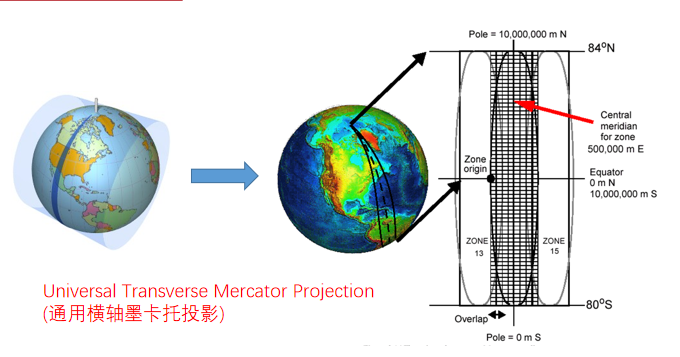 Pole = 10,000,000 m N
84°N
Central
meridian
for zone
500,000 m E
Zone
origin
Equator
0 m N
10,000,000 m S
ZONE
13
ZONE
15
Universal Transverse Mercator Projection
(通用横轴墨卡托投影)
80°S
Overlap
Pole = 0 m S